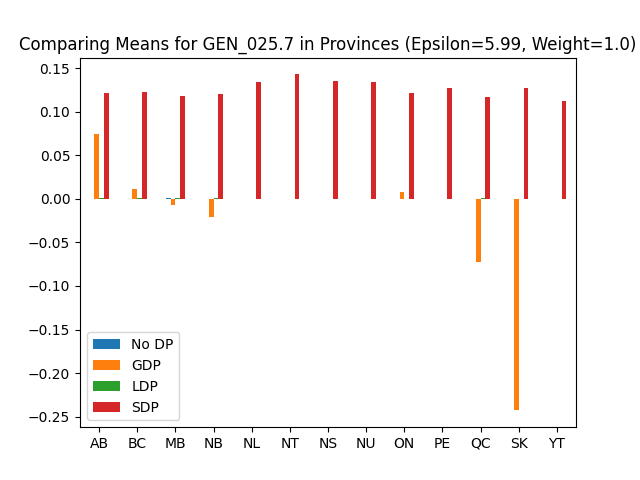 Comparing Means for GEN_025.7 in Provinces (Epsilon=5.99, Weight=1.0)
0.15
0.10
0.05
0.00
−0.05
−0.10
−0.15
−0.20
−0.25
No DP
GDP
LDP
SDP
AB BC MB NB NL NT NS NU ON PE QC SK YT